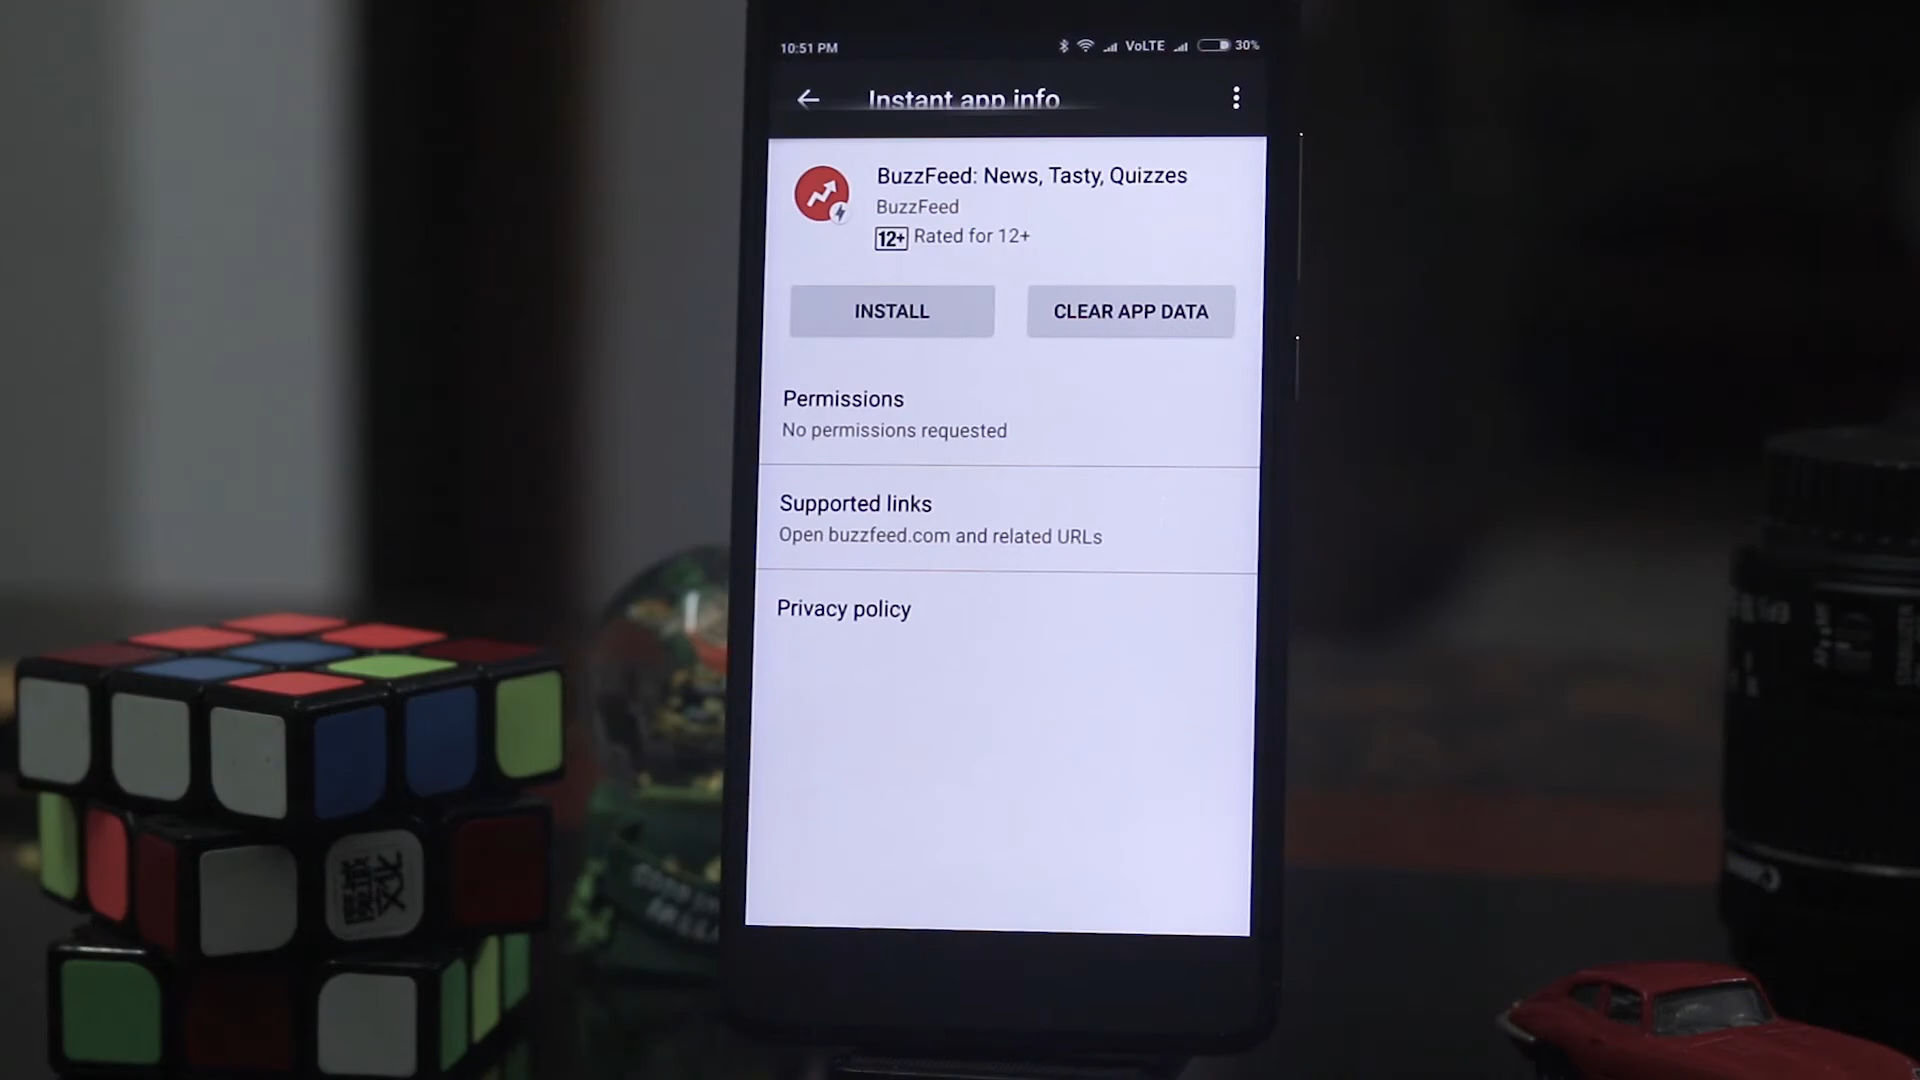 10:51 PM
VoLTE
30%
Instant app info
BuzzFeed: News, Tasty, Quizzes
BuzzFeed
12+ Rated for 12+
INSTALL
CLEAR APP DATA
Permissions
No permissions requested
Supported links
Open buzzfeed.com and related URLs
Privacy policy
Canon